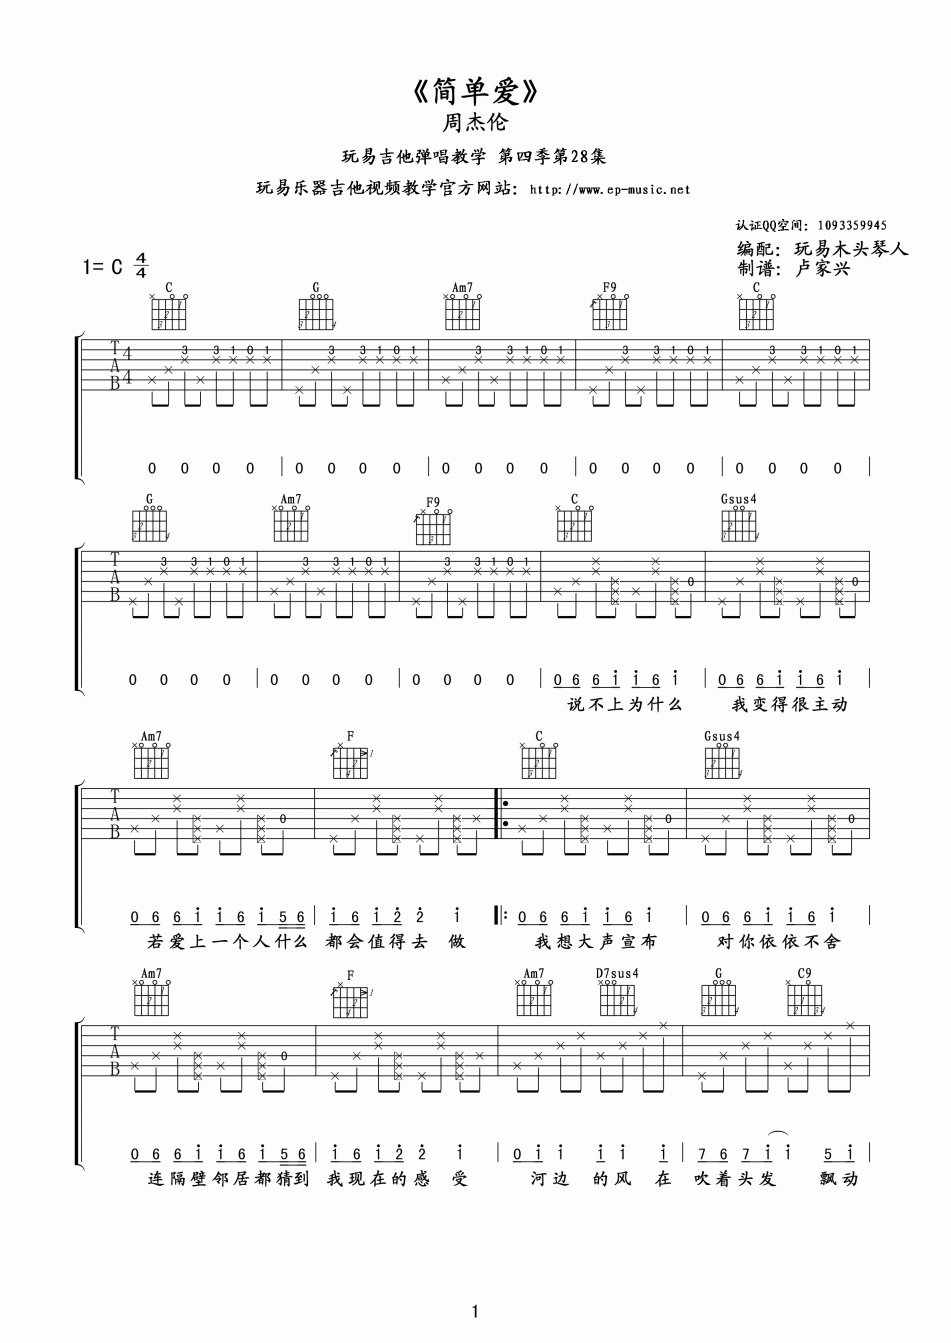 《简单爱》
周杰伦
玩易吉他弹唱教学 第四季第28集
玩易乐器吉他视频教学官方网站：http://www.ep-music.net
认证QQ空间：1093359945
编配：玩易木头琴人
制谱：卢家兴
1= C 4/4
C G Am7 F9 C
T A B 4 4 3 3 1 0 1 3 3 1 0 1 3 3 1 0 1 3 3 1 0 1 3 3 1 0 1
0 0 0 0 | 0 0 0 0 | 0 0 0 0 | 0 0 0 0 | 0 0 0 0 |
G Am7 F9 C Gsus4
T A B 3 3 1 0 1 3 3 1 0 1 3 3 1 0 1 0 0
0 0 0 0 | 0 0 0 0 | 0 0 0 0 | 0 6 6 i i 6 i | 0 6 6 i i 6 i |
说不上为什么 我变得很主动
Am7 F C Gsus4
T A B 0 0 0
0 6 6 i i 6 i 5 6 | i 6 i 2 2 i |: 0 6 6 i i 6 i | 0 6 6 i i 6 i |
若爱上一个人什么 都会值得去 做 我想大声宣布 对你依依不舍
Am7 F Am7 D7sus4 G C9
T A B 0
0 6 6 i i 6 i 5 6 | i 6 i 2 2 i | 0 i i i i i | 7 6 7 i i 5 i |
连隔壁邻居都猜到 我现在的感 受 河边 的风 在 吹着头发 飘动
1